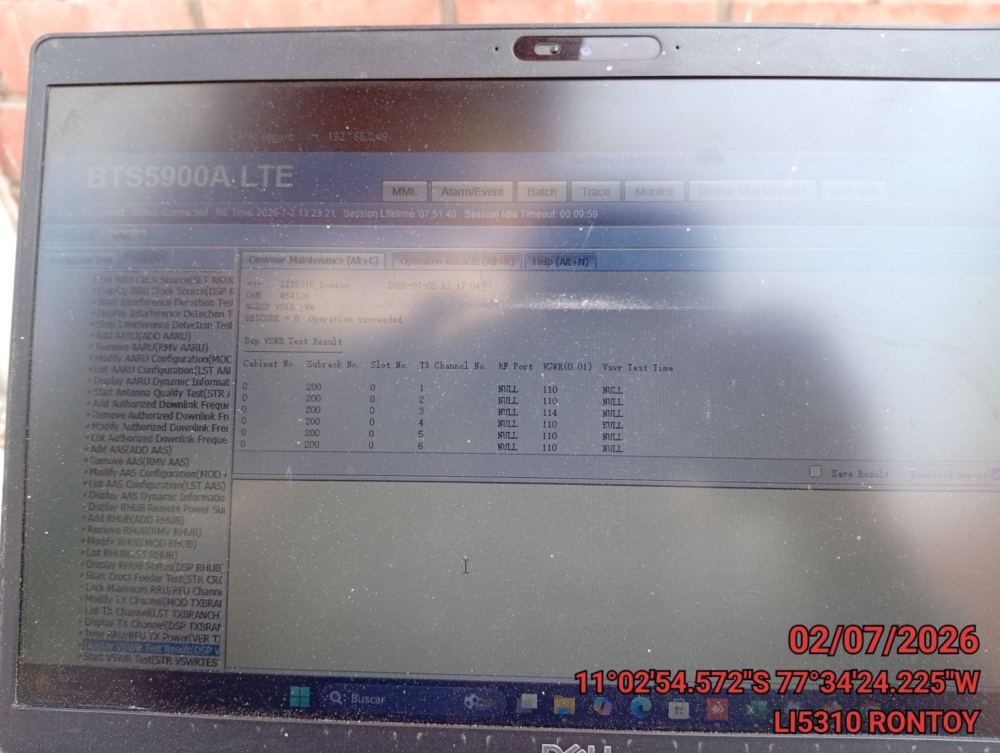 No seguro 192.168.0.49
Configure Emergency OM Channel
BTS5900A LTE
MML Alarm/Event Batch Trace Monitor Device Maintenance Self Test
Status: Connected NE Time: 2026-7-2 13:23:21 Session Lifetime: 07:51:40 Session Idle Timeout: 00:09:59
MML ×
Navigation Tree Search
Common Maintenance (Alt+C) Operation Records (Alt+R) Help (Alt+N)
Set RRU Clock Source(SET RRUC
Display RRU Clock Source(DSP R
Start Interference Detection Test
Display Interference Detection T
Stop Interference Detection Test
Add AARU(ADD AARU)
Remove AARU(RMV AARU)
Modify AARU Configuration(MOD
List AARU Configuration(LST AAR
Display AARU Dynamic Informat
Start Antenna Quality Test(STR A
Add Authorized Downlink Freque
Remove Authorized Downlink Fre
Modify Authorized Downlink Fred
List Authorized Downlink Freque
Add AAS(ADD AAS)
Remove AAS(RMV AAS)
Modify AAS Configuration(MOD
List AAS Configuration(LST AAS)
Display AAS Dynamic Informatio
Display RHUB Remote Power Su
Add RHUB(ADD RHUB)
Remove RHUB(RMV RHUB)
Modify RHUB(MOD RHUB)
List RHUB(LST RHUB)
Display RHUB Status(DSP RHUB
Start Cross Feeder Test(STR CRO
Lock Maximum RRU/RFU Channe
Modify TX Channel(MOD TXBRAN
List TX Channel(LST TXBRANCH
Display TX Channel(DSP TXBRAN
Tune RRU/RFU TX Power(VER T
Display VSWR Test Result(DSP V
Start VSWR Test(STR VSWRTES
+++ LIT5310_Rontoy 2026-07-02 13:17:04
O&M #54126
%%DSP VSWR:;%%
RETCODE = 0 Operation succeeded.
Dsp VSWR Test Result
Cabinet No. Subrack No. Slot No. TX Channel No. RF Port VSWR(0.01) Vswr Test Time
0 200 0 1 NULL 110 NULL
0 200 0 2 NULL 110 NULL
0 200 0 3 NULL 114 NULL
0 200 0 4 NULL 110 NULL
0 200 0 5 NULL 110 NULL
0 200 0 6 NULL 110 NULL
Save Result Download Report
Buscar
DELL
02/07/2026
11°02'54.572"S 77°34'24.225"W
LI5310 RONTOY